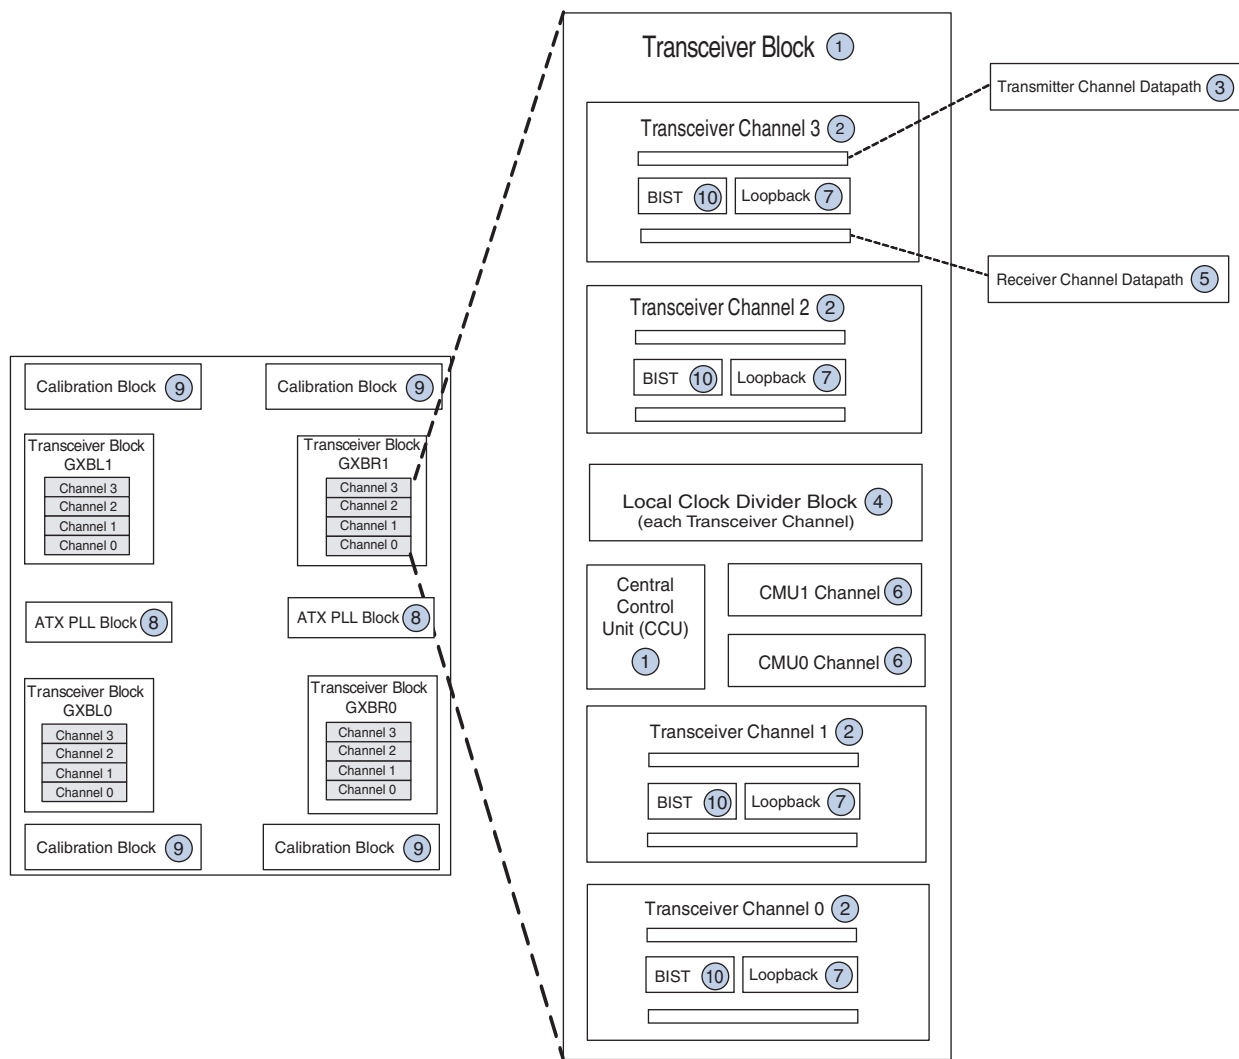 Transceiver Block 1
Transmitter Channel Datapath 3
Transceiver Channel 3 2
BIST 10 Loopback 7
Receiver Channel Datapath 5
Transceiver Channel 2 2
BIST 10 Loopback 7
Local Clock Divider Block 4
(each Transceiver Channel)
Central
Control
Unit (CCU)
1
CMU1 Channel 6
CMU0 Channel 6
Transceiver Channel 1 2
BIST 10 Loopback 7
Transceiver Channel 0 2
BIST 10 Loopback 7
Calibration Block 9
Calibration Block 9
Transceiver Block
GXBL1
Channel 3
Channel 2
Channel 1
Channel 0
Transceiver Block
GXBR1
Channel 3
Channel 2
Channel 1
Channel 0
ATX PLL Block 8
ATX PLL Block 8
Transceiver Block
GXBL0
Channel 3
Channel 2
Channel 1
Channel 0
Transceiver Block
GXBR0
Channel 3
Channel 2
Channel 1
Channel 0
Calibration Block 9
Calibration Block 9